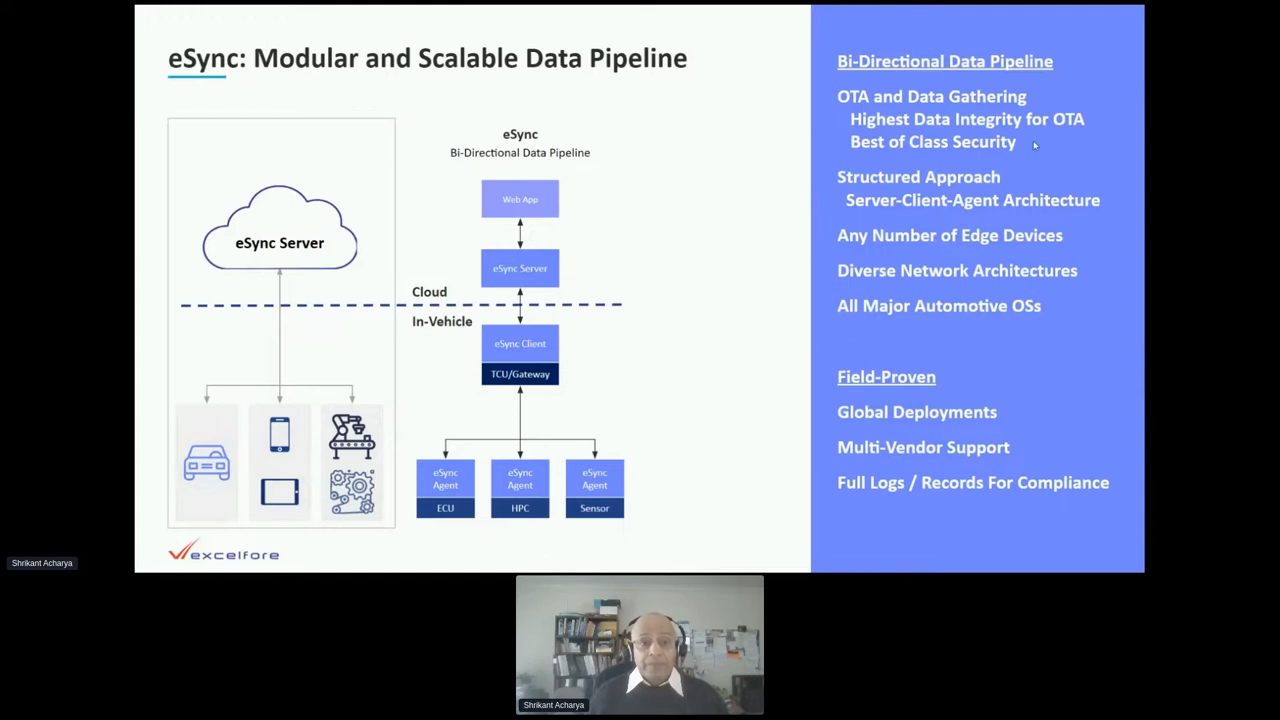 eSync: Modular and Scalable Data Pipeline
eSync Server
eSync
Bi-Directional Data Pipeline
Web App
eSync Server
Cloud
In-Vehicle
eSync Client
TCU/Gateway
eSync
Agent
ECU
eSync
Agent
HPC
eSync
Agent
Sensor
excelfore
Bi-Directional Data Pipeline
OTA and Data Gathering
Highest Data Integrity for OTA
Best of Class Security
Structured Approach
Server-Client-Agent Architecture
Any Number of Edge Devices
Diverse Network Architectures
All Major Automotive OSs
Field-Proven
Global Deployments
Multi-Vendor Support
Full Logs / Records For Compliance
Shrikant Acharya
Shrikant Acharya